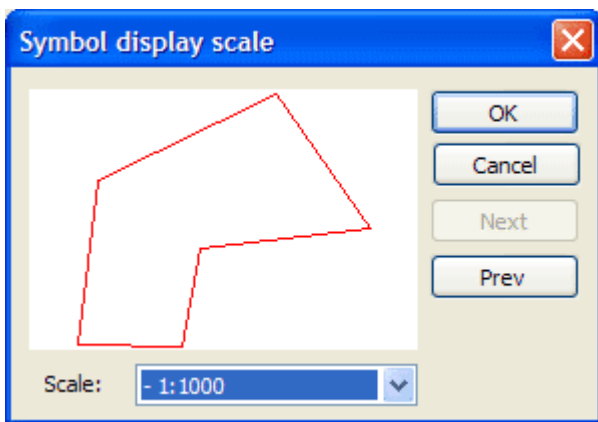 Symbol display scale
OK
Cancel
Next
Prev
Scale: - 1:1000